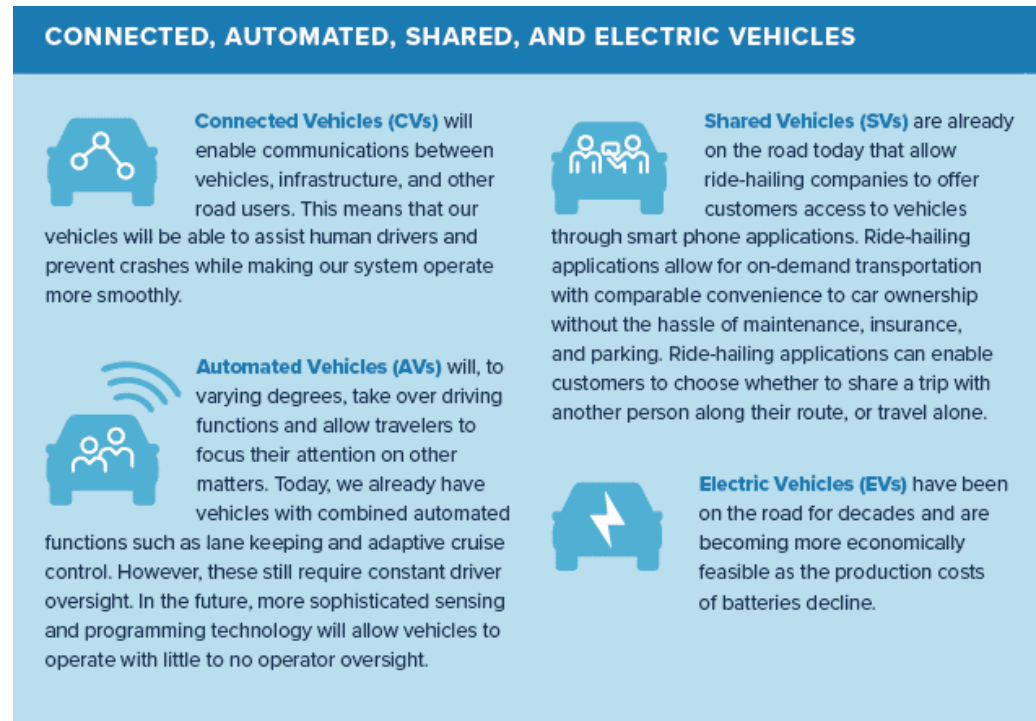 CONNECTED, AUTOMATED, SHARED, AND ELECTRIC VEHICLES
Connected Vehicles (CVs) will
enable communications between
vehicles, infrastructure, and other
road users. This means that our
vehicles will be able to assist human drivers and
prevent crashes while making our system operate
more smoothly.
Automated Vehicles (AVs) will, to
varying degrees, take over driving
functions and allow travelers to
focus their attention on other
matters. Today, we already have
vehicles with combined automated
functions such as lane keeping and adaptive cruise
control. However, these still require constant driver
oversight. In the future, more sophisticated sensing
and programming technology will allow vehicles to
operate with little to no operator oversight.
Shared Vehicles (SVs) are already
on the road today that allow
ride-hailing companies to offer
customers access to vehicles
through smart phone applications. Ride-hailing
applications allow for on-demand transportation
with comparable convenience to car ownership
without the hassle of maintenance, insurance,
and parking. Ride-hailing applications can enable
customers to choose whether to share a trip with
another person along their route, or travel alone.
Electric Vehicles (EVs) have been
on the road for decades and are
becoming more economically
feasible as the production costs
of batteries decline.